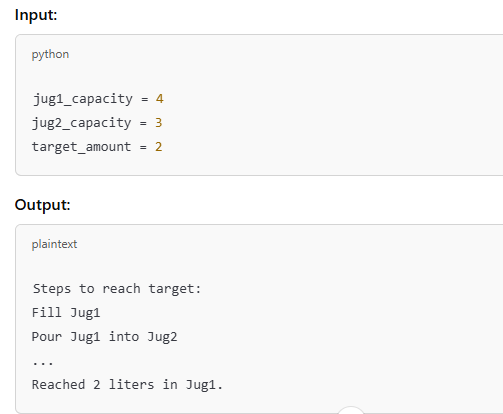 Input:
python
jug1_capacity = 4
jug2_capacity = 3
target_amount = 2
Output:
plaintext
Steps to reach target:
Fill Jug1
Pour Jug1 into Jug2
...
Reached 2 liters in Jug1.